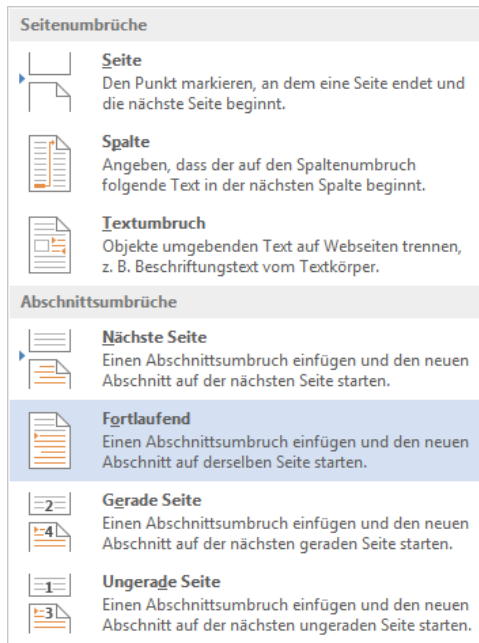 Seitenumbrüche
Seite
Den Punkt markieren, an dem eine Seite endet und
die nächste Seite beginnt.
Spalte
Angeben, dass der auf den Spaltenumbruch
folgende Text in der nächsten Spalte beginnt.
Textumbruch
Objekte umgebenden Text auf Webseiten trennen,
z. B. Beschriftungstext vom Textkörper.
Abschnittsumbrüche
Nächste Seite
Einen Abschnittsumbruch einfügen und den neuen
Abschnitt auf der nächsten Seite starten.
Fortlaufend
Einen Abschnittsumbruch einfügen und den neuen
Abschnitt auf derselben Seite starten.
2
4
Gerade Seite
Einen Abschnittsumbruch einfügen und den neuen
Abschnitt auf der nächsten geraden Seite starten.
1
3
Ungerade Seite
Einen Abschnittsumbruch einfügen und den neuen
Abschnitt auf der nächsten ungeraden Seite starten.